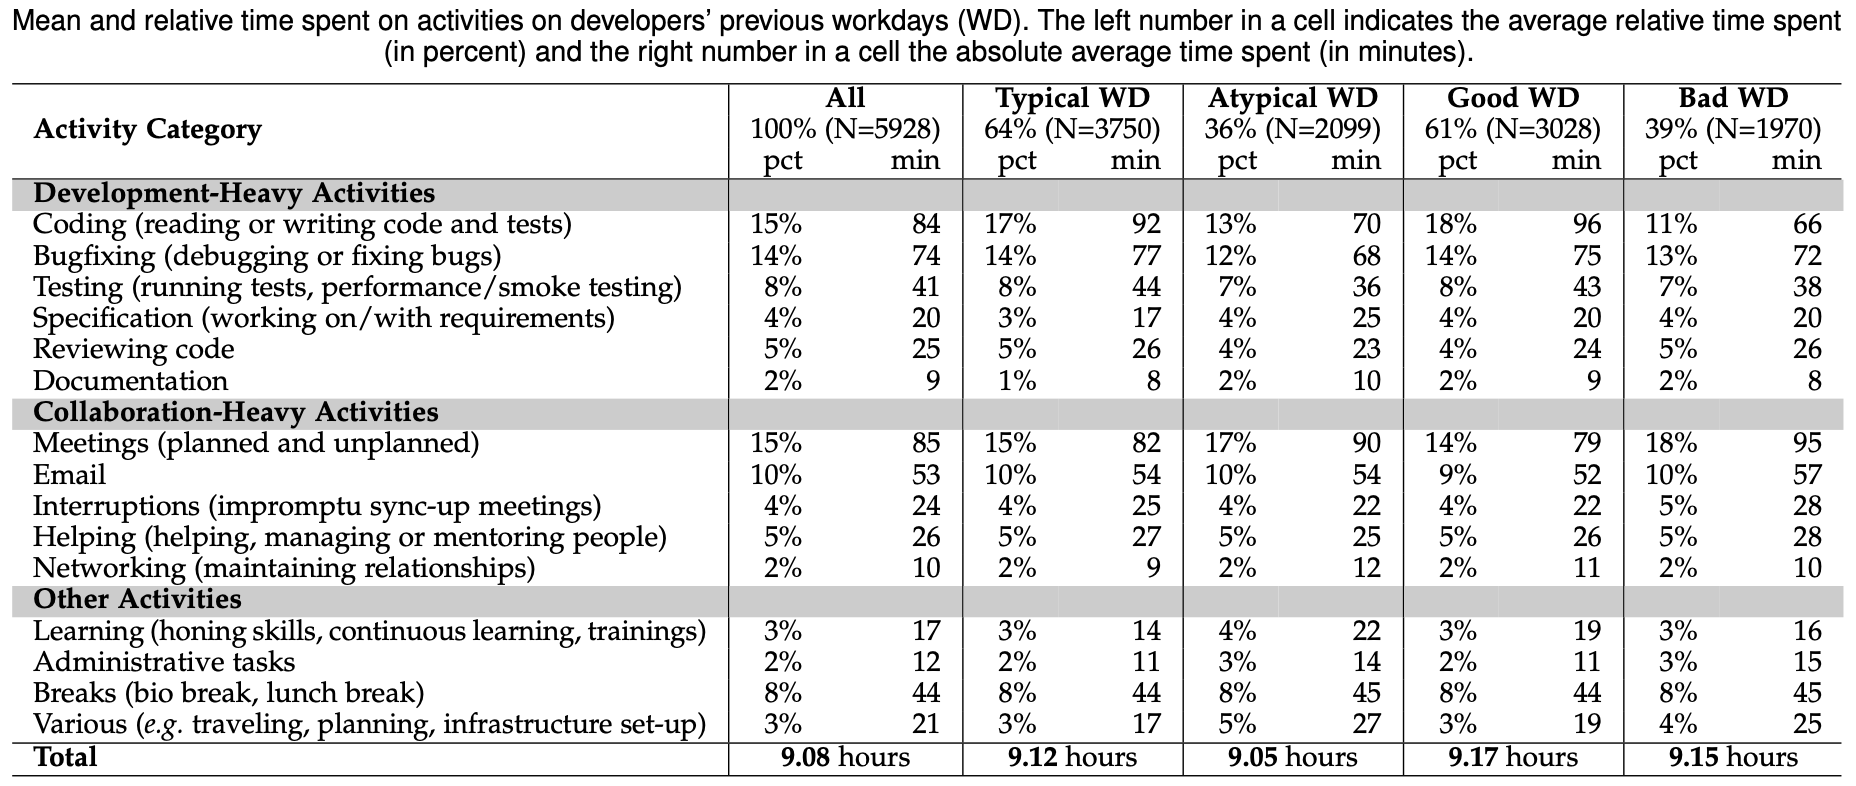 Mean and relative time spent on activities on developers’ previous workdays (WD). The left number in a cell indicates the average relative time spent
(in percent) and the right number in a cell the absolute average time spent (in minutes).
All Typical WD Atypical WD Good WD Bad WD
Activity Category 100% (N=5928) 64% (N=3750) 36% (N=2099) 61% (N=3028) 39% (N=1970)
pct min pct min pct min pct min pct min
Development-Heavy Activities
Coding (reading or writing code and tests) 15% 84 17% 92 13% 70 18% 96 11% 66
Bugfixing (debugging or fixing bugs) 14% 74 14% 77 12% 68 14% 75 13% 72
Testing (running tests, performance/smoke testing) 8% 41 8% 44 7% 36 8% 43 7% 38
Specification (working on/with requirements) 4% 20 3% 17 4% 25 4% 20 4% 20
Reviewing code 5% 25 5% 26 4% 23 4% 24 5% 26
Documentation 2% 9 1% 8 2% 10 2% 9 2% 8
Collaboration-Heavy Activities
Meetings (planned and unplanned) 15% 85 15% 82 17% 90 14% 79 18% 95
Email 10% 53 10% 54 10% 54 9% 52 10% 57
Interruptions (impromptu sync-up meetings) 4% 24 4% 25 4% 22 4% 22 5% 28
Helping (helping, managing or mentoring people) 5% 26 5% 27 5% 25 5% 26 5% 28
Networking (maintaining relationships) 2% 10 2% 9 2% 12 2% 11 2% 10
Other Activities
Learning (honing skills, continuous learning, trainings) 3% 17 3% 14 4% 22 3% 19 3% 16
Administrative tasks 2% 12 2% 11 3% 14 2% 11 3% 15
Breaks (bio break, lunch break) 8% 44 8% 44 8% 45 8% 44 8% 45
Various (e.g. traveling, planning, infrastructure set-up) 3% 21 3% 17 5% 27 3% 19 4% 25
Total 9.08 hours 9.12 hours 9.05 hours 9.17 hours 9.15 hours